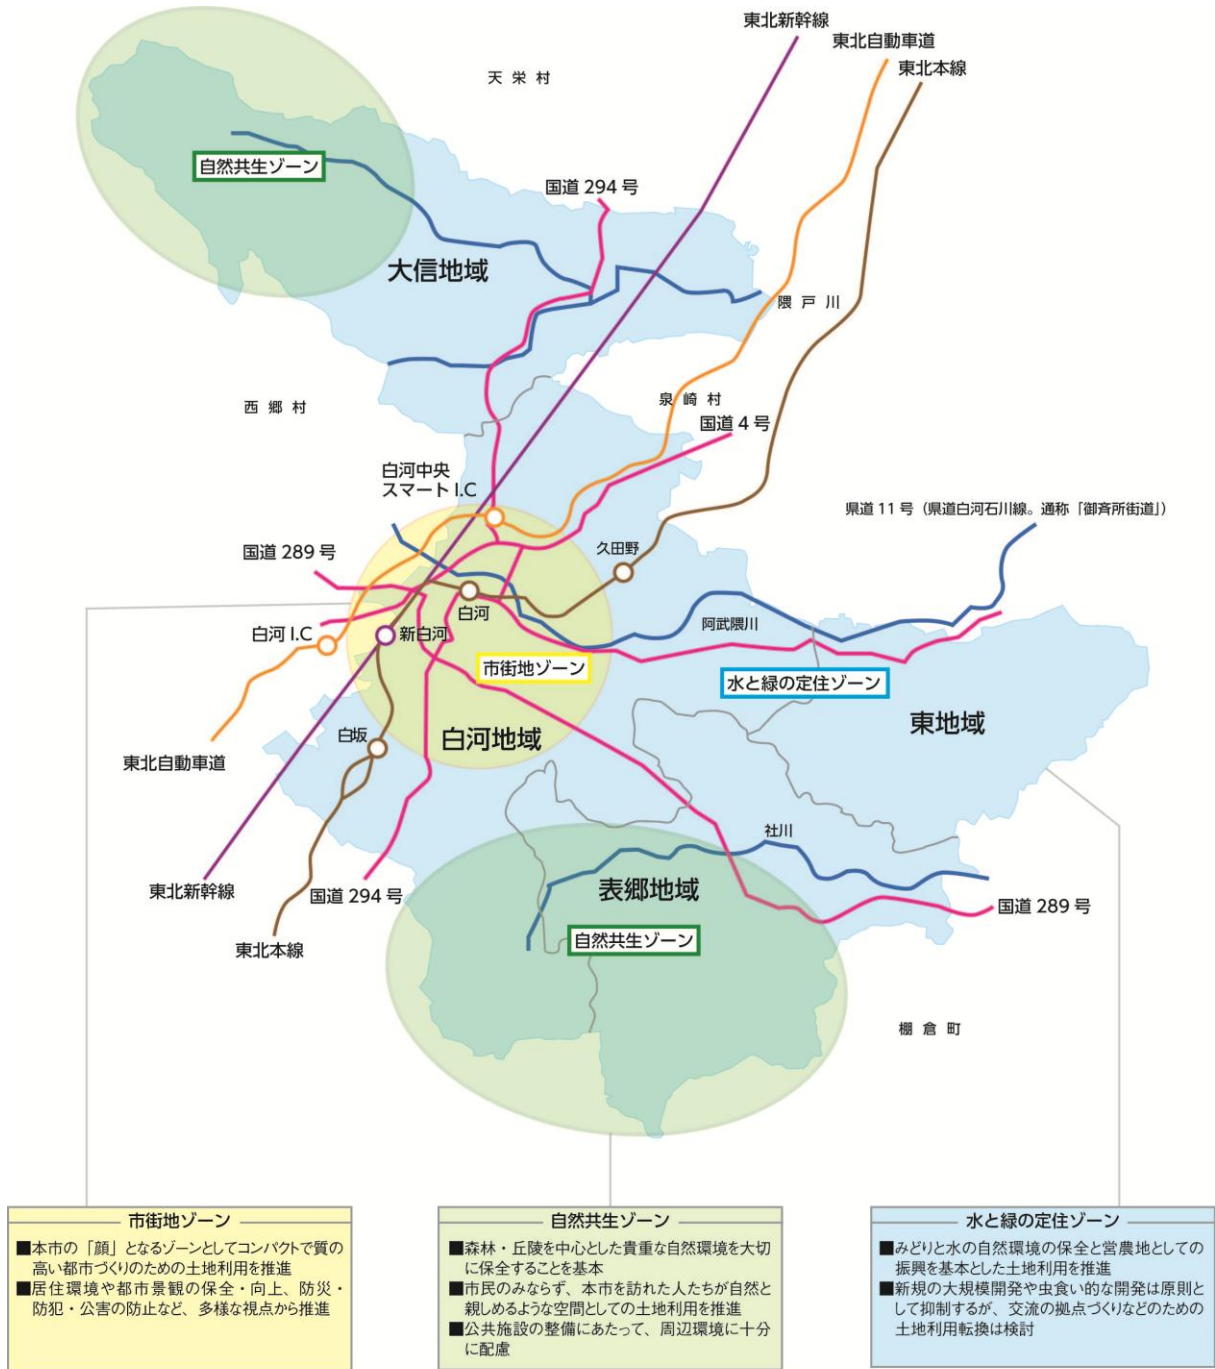 東北新幹線
東北自動車道
東北本線
天栄村
自然共生ゾーン
国道294号
大信地域
隈戸川
西郷村
泉崎村
国道4号
白河中央
スマートI.C
県道11号（県道白河石川線。通称「御斉所街道」）
国道289号
久田野
白河
阿武隈川
白河I.C
新白河
市街地ゾーン
水と緑の定住ゾーン
東地域
白坂
白河地域
東北自動車道
社川
東北新幹線
国道294号
表郷地域
国道289号
東北本線
自然共生ゾーン
棚倉町
市街地ゾーン
■本市の「顔」となるゾーンとしてコンパクトで質の
高い都市づくりのための土地利用を推進
■居住環境や都市景観の保全・向上、防災・
防犯・公害の防止など、多様な視点から推進
自然共生ゾーン
■森林・丘陵を中心とした貴重な自然環境を大切
に保全することを基本
■市民のみならず、本市を訪れた人たちが自然と
親しめるような空間としての土地利用を推進
■公共施設の整備にあたって、周辺環境に十分
に配慮
水と緑の定住ゾーン
■みどりと水の自然環境の保全と営農地としての
振興を基本とした土地利用を推進
■新規の大規模開発や虫食い的な開発は原則と
して抑制するが、交流の拠点づくりなどのための
土地利用転換は検討